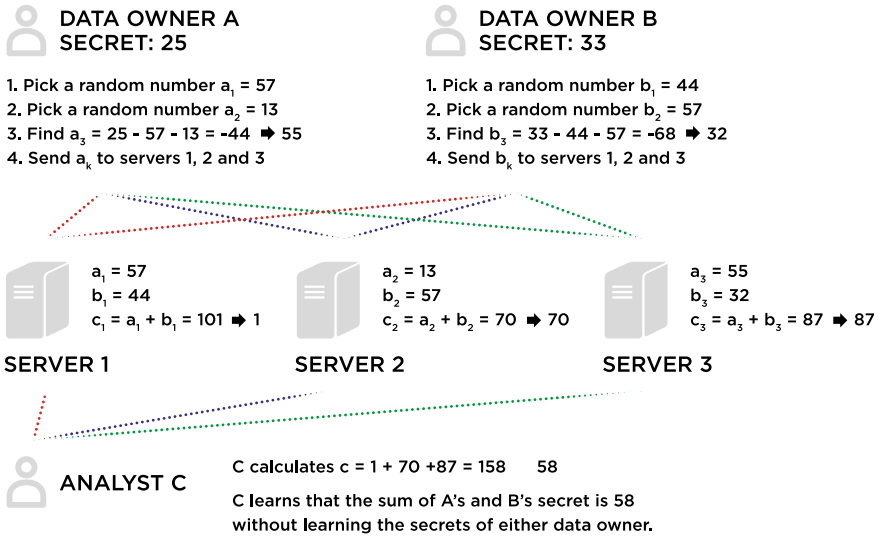 DATA OWNER A
SECRET: 25
1. Pick a random number a₁ = 57
2. Pick a random number a₂ = 13
3. Find a₃ = 25 - 57 - 13 = -44 🡆 55
4. Send aₖ to servers 1, 2 and 3
DATA OWNER B
SECRET: 33
1. Pick a random number b₁ = 44
2. Pick a random number b₂ = 57
3. Find b₃ = 33 - 44 - 57 = -68 🡆 32
4. Send bₖ to servers 1, 2 and 3
a₁ = 57
b₁ = 44
c₁ = a₁ + b₁ = 101 🡆 1
SERVER 1
a₂ = 13
b₂ = 57
c₂ = a₂ + b₂ = 70 🡆 70
SERVER 2
a₃ = 55
b₃ = 32
c₃ = a₃ + b₃ = 87 🡆 87
SERVER 3
ANALYST C
C calculates c = 1 + 70 +87 = 158 58
C learns that the sum of A's and B's secret is 58
without learning the secrets of either data owner.